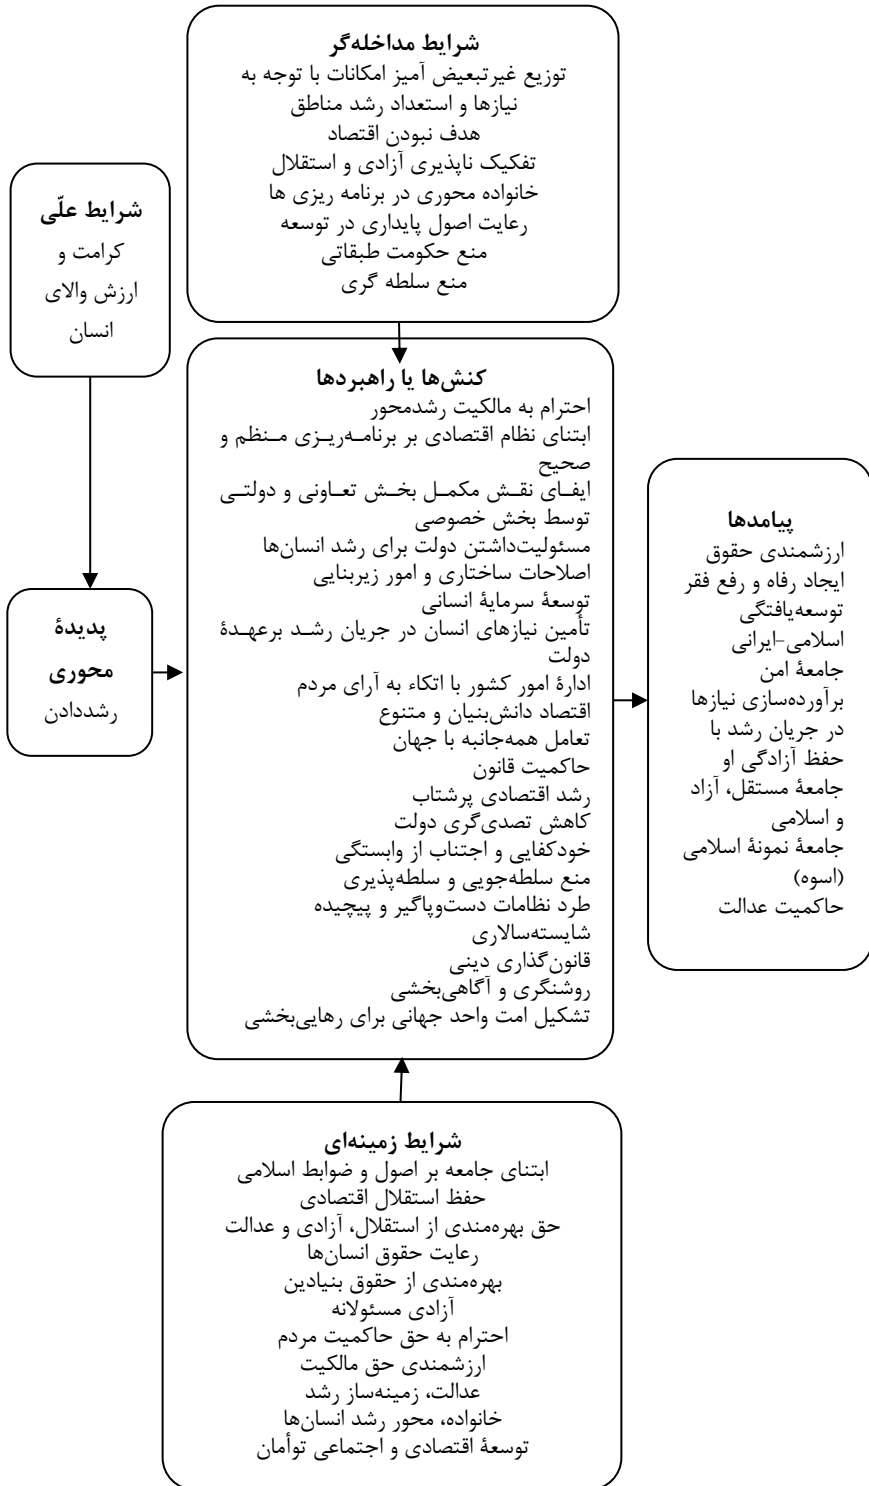 شرایط مداخله‌گر
توزیع غیرتبعیض آمیز امکانات با توجه به
نیازها و استعداد رشد مناطق
هدف نبودن اقتصاد
تفکیک ناپذیری آزادی و استقلال
خانواده محوری در برنامه ریزی ها
رعایت اصول پایداری در توسعه
منع حکومت طبقاتی
منع سلطه گری
شرایط علّی
کرامت و
ارزش والای
انسان
پدیدۀ
محوری
رشددادن
کنش‌ها یا راهبردها
احترام به مالکیت رشدمحور
ابتنای نظام اقتصادی بر برنامه‌ریزی منظم و
صحیح
ایفای نقش مکمل بخش تعاونی و دولتی
توسط بخش خصوصی
مسئولیت‌داشتن دولت برای رشد انسان‌ها
اصلاحات ساختاری و امور زیربنایی
توسعۀ سرمایۀ انسانی
تأمین نیازهای انسان در جریان رشد برعهدۀ
دولت
ادارۀ امور کشور با اتکاء به آرای مردم
اقتصاد دانش‌بنیان و متنوع
تعامل همه‌جانبه با جهان
حاکمیت قانون
رشد اقتصادی پرشتاب
کاهش تصدی‌گری دولت
خودکفایی و اجتناب از وابستگی
منع سلطه‌جویی و سلطه‌پذیری
طرد نظامات دست‌وپاگیر و پیچیده
شایسته‌سالاری
قانون‌گذاری دینی
روشنگری و آگاهی‌بخشی
تشکیل امت واحد جهانی برای رهایی‌بخشی
پیامدها
ارزشمندی حقوق
ایجاد رفاه و رفع فقر
توسعه‌یافتگی
اسلامی-ایرانی
جامعۀ امن
برآورده‌سازی نیازها
در جریان رشد با
حفظ آزادگی او
جامعۀ مستقل، آزاد
و اسلامی
جامعۀ نمونۀ اسلامی
(اسوه)
حاکمیت عدالت
شرایط زمینه‌ای
ابتنای جامعه بر اصول و ضوابط اسلامی
حفظ استقلال اقتصادی
حق بهره‌مندی از استقلال، آزادی و عدالت
رعایت حقوق انسان‌ها
بهره‌مندی از حقوق بنیادین
آزادی مسئولانه
احترام به حق حاکمیت مردم
ارزشمندی حق مالکیت
عدالت، زمینه‌ساز رشد
خانواده، محور رشد انسان‌ها
توسعۀ اقتصادی و اجتماعی توأمان